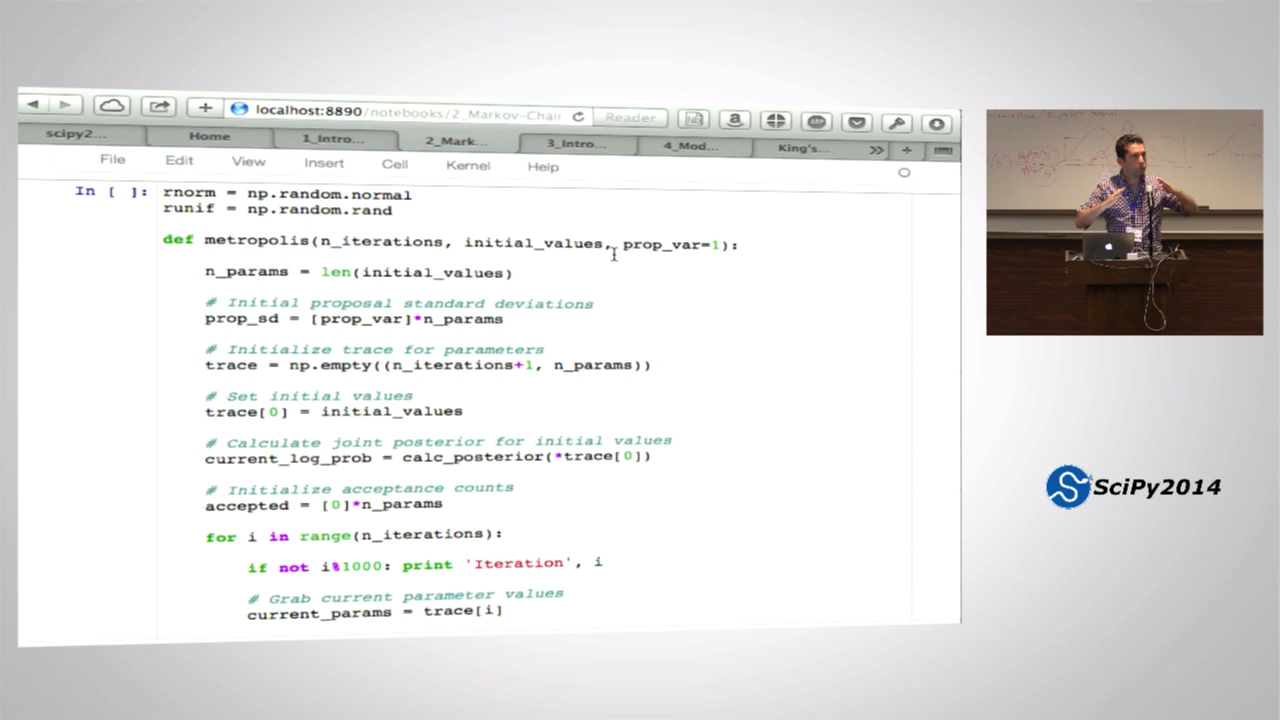 localhost:8890/notebooks/2_Markov-Chai
Reader
scipy2...
Home
1_Intro...
2_Mark...
3_Intro...
4_Mod...
King's...
>>
+
File
Edit
View
Insert
Cell
Kernel
Help
In [ ]:
rnorm = np.random.normal
runif = np.random.rand
def metropolis(n_iterations, initial_values, prop_var=1):
n_params = len(initial_values)
# Initial proposal standard deviations
prop_sd = [prop_var]*n_params
# Initialize trace for parameters
trace = np.empty((n_iterations+1, n_params))
# Set initial values
trace[0] = initial_values
# Calculate joint posterior for initial values
current_log_prob = calc_posterior(*trace[0])
# Initialize acceptance counts
accepted = [0]*n_params
for i in range(n_iterations):
if not i%1000: print 'Iteration', i
# Grab current parameter values
current_params = trace[i]
SciPy2014